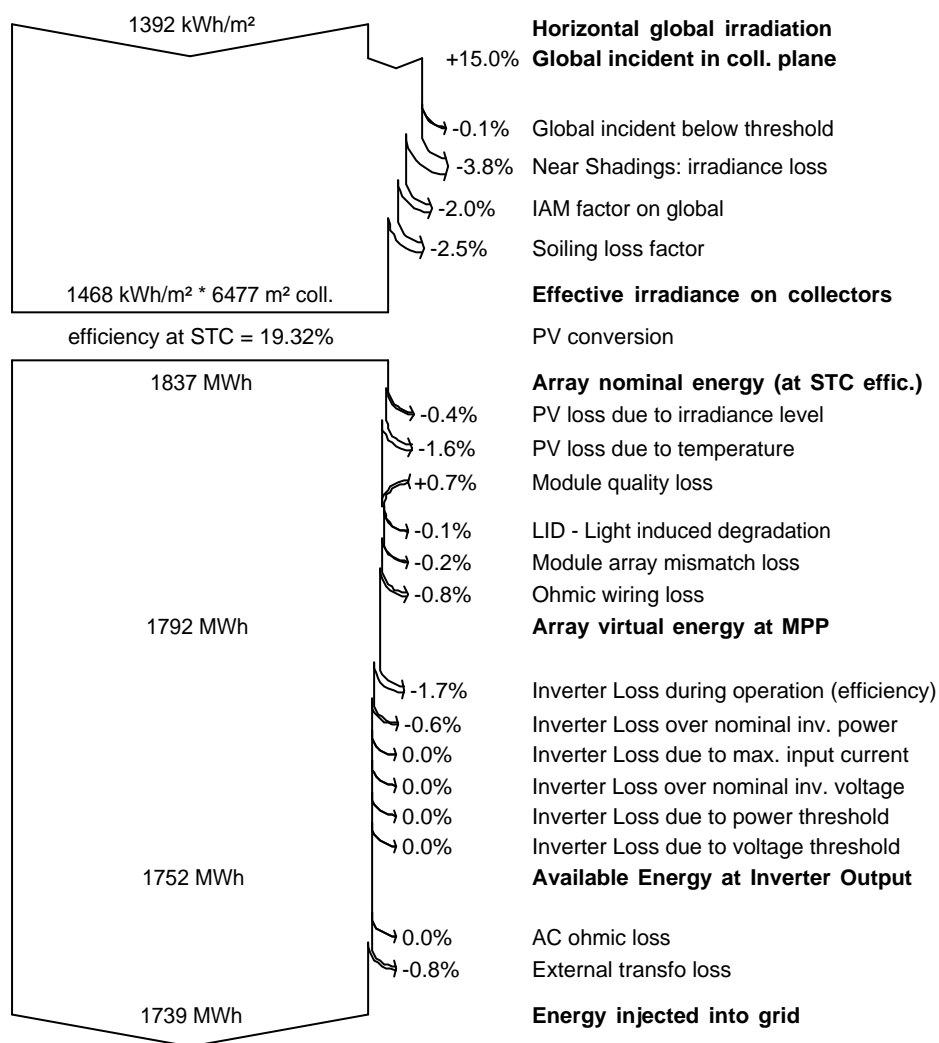 1392 kWh/m² Horizontal global irradiation
+15.0% Global incident in coll. plane
-0.1% Global incident below threshold
-3.8% Near Shadings: irradiance loss
-2.0% IAM factor on global
-2.5% Soiling loss factor
1468 kWh/m² * 6477 m² coll. Effective irradiance on collectors
efficiency at STC = 19.32% PV conversion
1837 MWh Array nominal energy (at STC effic.)
-0.4% PV loss due to irradiance level
-1.6% PV loss due to temperature
+0.7% Module quality loss
-0.1% LID - Light induced degradation
-0.2% Module array mismatch loss
-0.8% Ohmic wiring loss
1792 MWh Array virtual energy at MPP
-1.7% Inverter Loss during operation (efficiency)
-0.6% Inverter Loss over nominal inv. power
0.0% Inverter Loss due to max. input current
0.0% Inverter Loss over nominal inv. voltage
0.0% Inverter Loss due to power threshold
0.0% Inverter Loss due to voltage threshold
1752 MWh Available Energy at Inverter Output
0.0% AC ohmic loss
-0.8% External transfo loss
1739 MWh Energy injected into grid